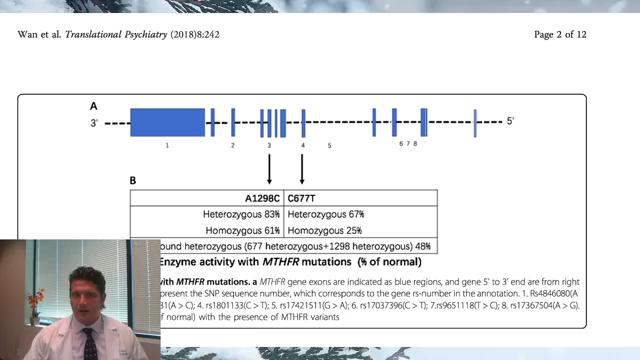 Wan et al. Translational Psychiatry (2018)8:242 Page 2 of 12
A
3' 5'
1 2 3 4 5 6 7 8
B
A1298C C677T
Heterozygous 83% Heterozygous 67%
Homozygous 61% Homozygous 25%
heterozygous (677 heterozygous+1298 heterozygous) 48%
Enzyme activity with MTHFR mutations (% of normal)
with MTHFR mutations. a MTHFR gene exons are indicated as blue regions, and gene 5' to 3' end are from right
present the SNP sequence number, which corresponds to the gene rs-number in the annotation. 1. Rs4846080(A
4. rs1801133(C > T); 5. rs17421511(G > A); 6. rs17037396(C > T); 7.rs9651118(T > C); 8. rs17367504(A > G).
of normal) with the presence of MTHFR variants